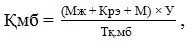 Қмб = (Мж + Крэ + М) × У / Тқ.мб ,